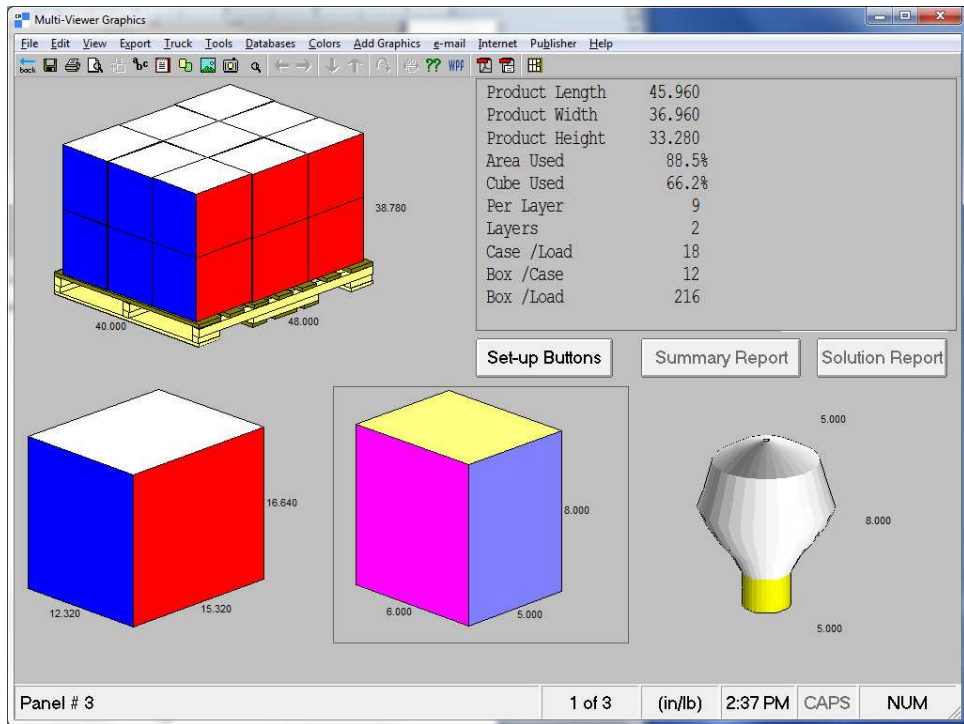 Multi-Viewer Graphics
File Edit View Export Truck Tools Databases Colors Add Graphics e-mail Internet Publisher Help
back abc ?? WPF
38.780
40.000
48.000
Product Length 45.960
Product Width 36.960
Product Height 33.280
Area Used 88.5%
Cube Used 66.2%
Per Layer 9
Layers 2
Case /Load 18
Box /Case 12
Box /Load 216
Set-up Buttons Summary Report Solution Report
16.640
12.320
15.320
8.000
6.000
5.000
5.000
8.000
5.000
Panel # 3 1 of 3 (in/lb) 2:37 PM CAPS NUM